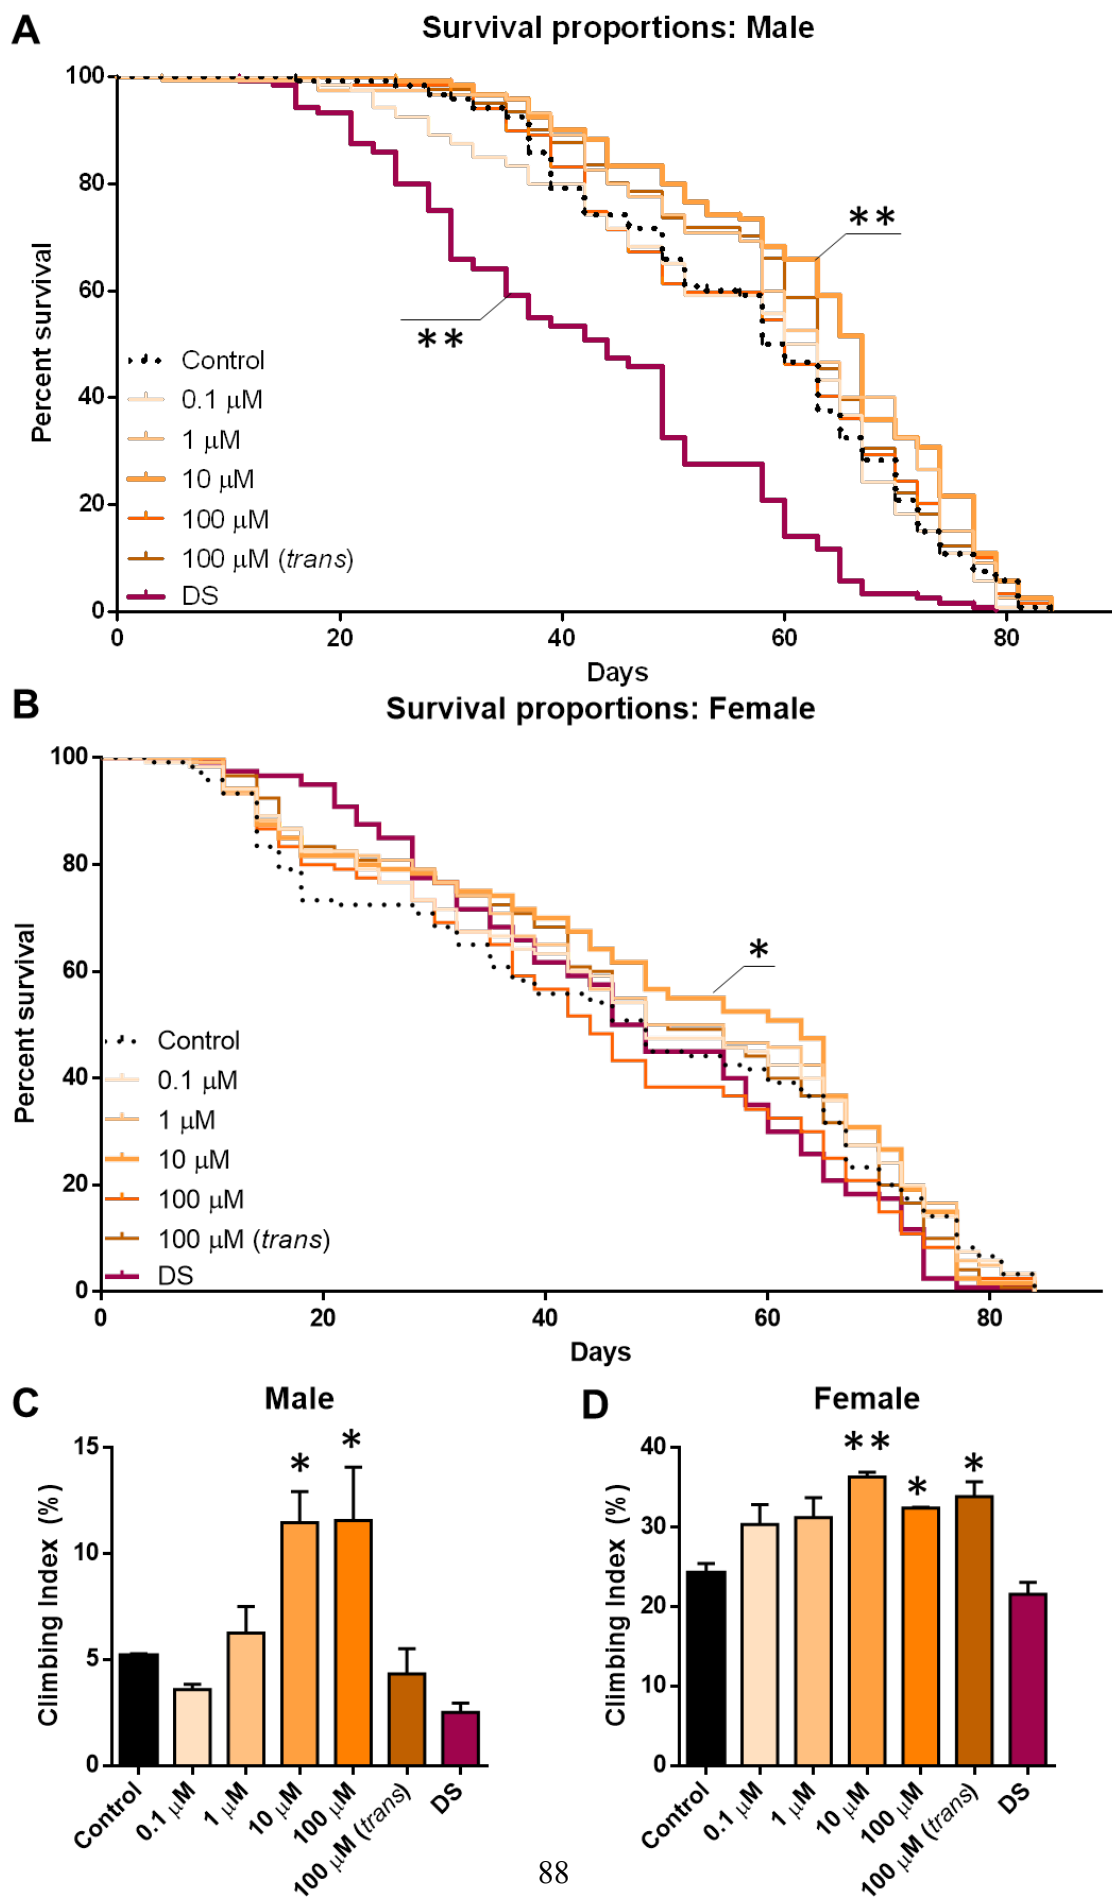 A
Survival proportions: Male
Percent survival
100
80
60
40
20
0
**
**
Control
0.1 μM
1 μM
10 μM
100 μM
100 μM (trans)
DS
0 20 40 60 80
Days
B
Survival proportions: Female
Percent survival
100
80
60
40
20
0
*
Control
0.1 μM
1 μM
10 μM
100 μM
100 μM (trans)
DS
0 20 40 60 80
Days
C
Male
Climbing Index (%)
15
10
5
0
* *
Control 0.1 μM 1 μM 10 μM 100 μM 100 μM (trans) DS
D
Female
Climbing Index (%)
40
30
20
10
0
** * *
Control 0.1 μM 1 μM 10 μM 100 μM 100 μM (trans) DS
88